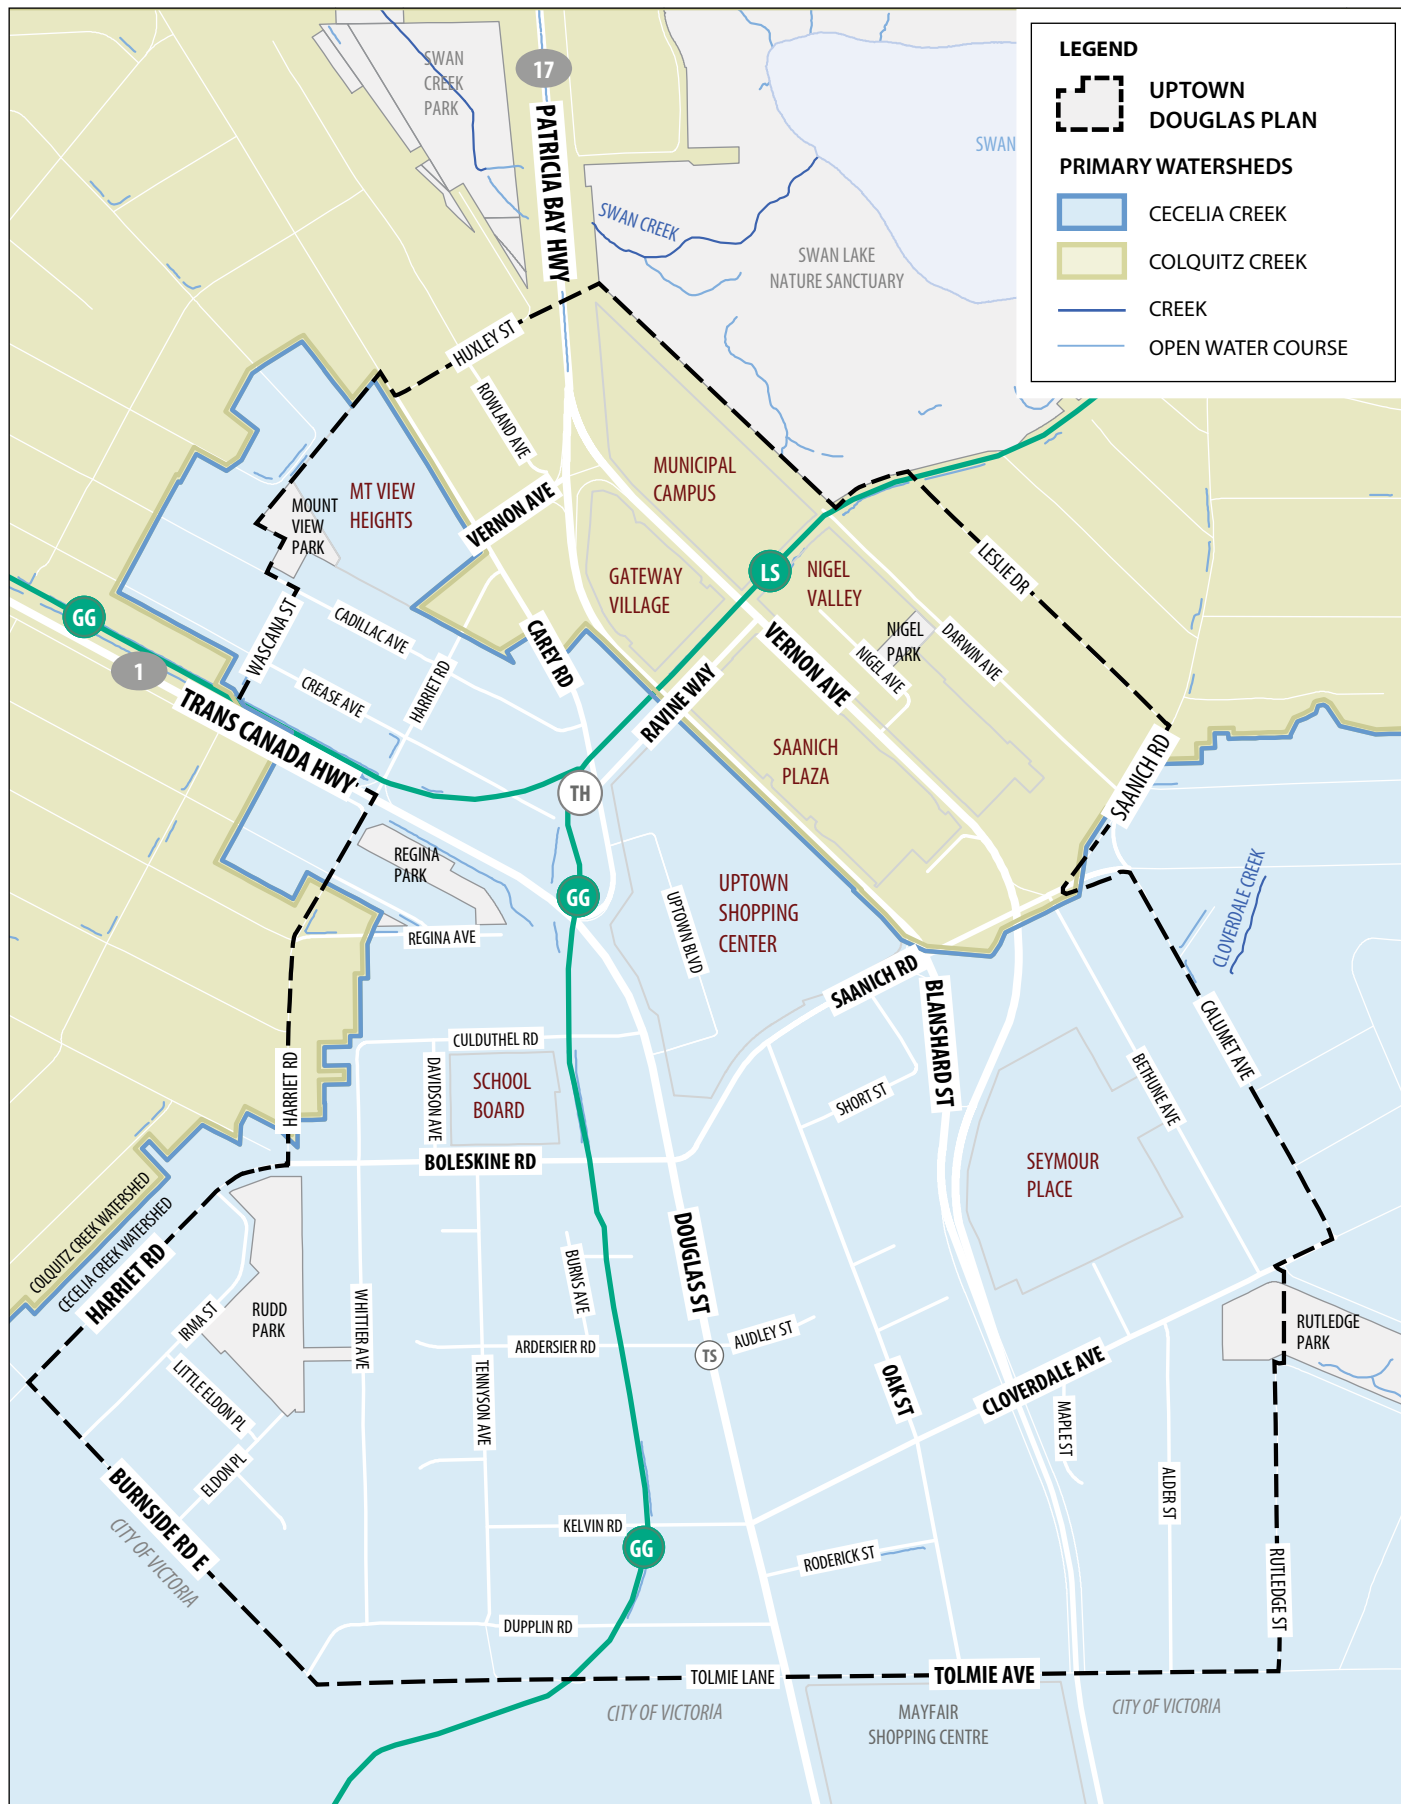 LEGEND
UPTOWN
DOUGLAS PLAN
PRIMARY WATERSHEDS
CECELIA CREEK
COLQUITZ CREEK
CREEK
OPEN WATER COURSE
SWAN
CREEK
PARK
17
PATRICIA BAY HWY
SWAN
SWAN CREEK
SWAN LAKE
NATURE SANCTUARY
HUXLEY ST
ROWLAND AVE
MUNICIPAL
CAMPUS
MT VIEW
HEIGHTS
MOUNT
VIEW
PARK
VERNON AVE
LESLIE DR
LS
GATEWAY
VILLAGE
NIGEL
VALLEY
NIGEL
PARK
DARWIN AVE
GG
WASCANA ST
CADILLAC AVE
CAREY RD
VERNON AVE
NIGEL AVE
1
CREASE AVE
HARRIET RD
RAVINE WAY
TRANS CANADA HWY
SAANICH
PLAZA
SAANICH RD
TH
REGINA
PARK
GG
UPTOWN
SHOPPING
CENTER
UPTOWN BLVD
CLOVERDALE CREEK
REGINA AVE
SAANICH RD
BLANSHARD ST
CALUMET AVE
HARRIET RD
CULDUTHEL RD
DAVIDSON AVE
SCHOOL
BOARD
SHORT ST
BETHUNE AVE
BOLESKINE RD
SEYMOUR
PLACE
COLQUITZ CREEK WATERSHED
CECELIA CREEK WATERSHED
HARRIET RD
DOUGLAS ST
BURNS AVE
WHITTIER AVE
IRMA ST
RUDD
PARK
RUTLEDGE
PARK
ARDERSIER RD
TS
AUDLEY ST
LITTLE ELDON PL
TENNYSON AVE
OAK ST
CLOVERDALE AVE
MAPLE ST
ELDON PL
ALDER ST
BURNSIDE RD E
CITY OF VICTORIA
KELVIN RD
GG
RODERICK ST
RUTLEDGE ST
DUPPLIN RD
TOLMIE LANE
TOLMIE AVE
CITY OF VICTORIA
MAYFAIR
SHOPPING CENTRE
CITY OF VICTORIA